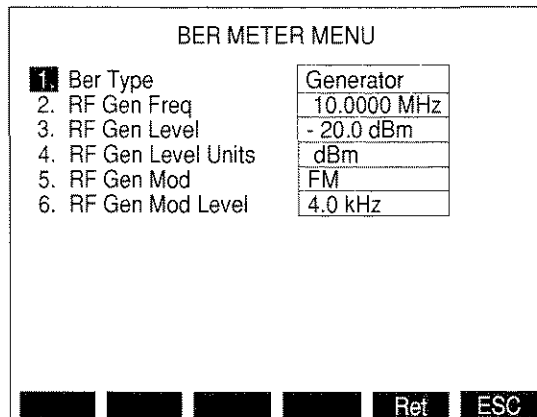 BER METER MENU
1. Ber Type Generator
2. RF Gen Freq 10.0000 MHz
3. RF Gen Level - 20.0 dBm
4. RF Gen Level Units dBm
5. RF Gen Mod FM
6. RF Gen Mod Level 4.0 kHz
Ret ESC